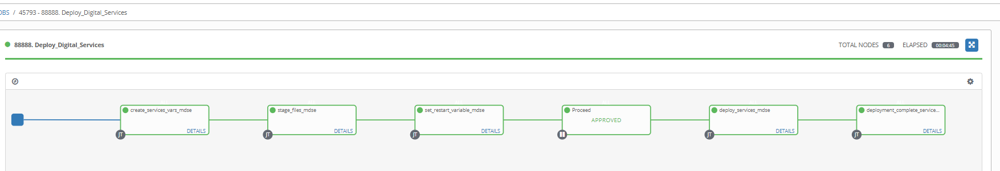 OBS / 45793 - 88888. Deploy_Digital_Services
88888. Deploy_Digital_Services
TOTAL NODES 6 ELAPSED 00:04:45
ALL ALL ALL ALL ALL ALL
create_services_vars_mdse stage_files_mdse set_restart_variable_mdse Proceed deploy_services_mdse deployment_complete_service...
APPROVED
DETAILS DETAILS DETAILS DETAILS DETAILS
JT JT JT JT JT